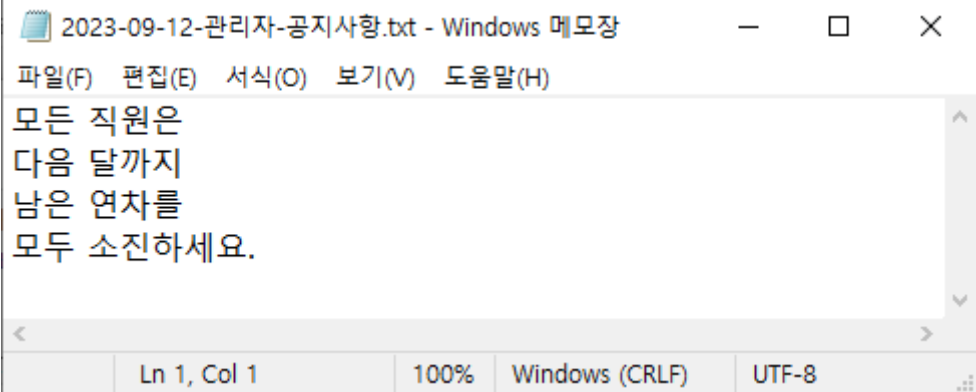 2023-09-12-관리자-공지사항.txt - Windows 메모장
파일(F) 편집(E) 서식(O) 보기(V) 도움말(H)
모든 직원은
다음 달까지
남은 연차를
모두 소진하세요.
Ln 1, Col 1 100% Windows (CRLF) UTF-8